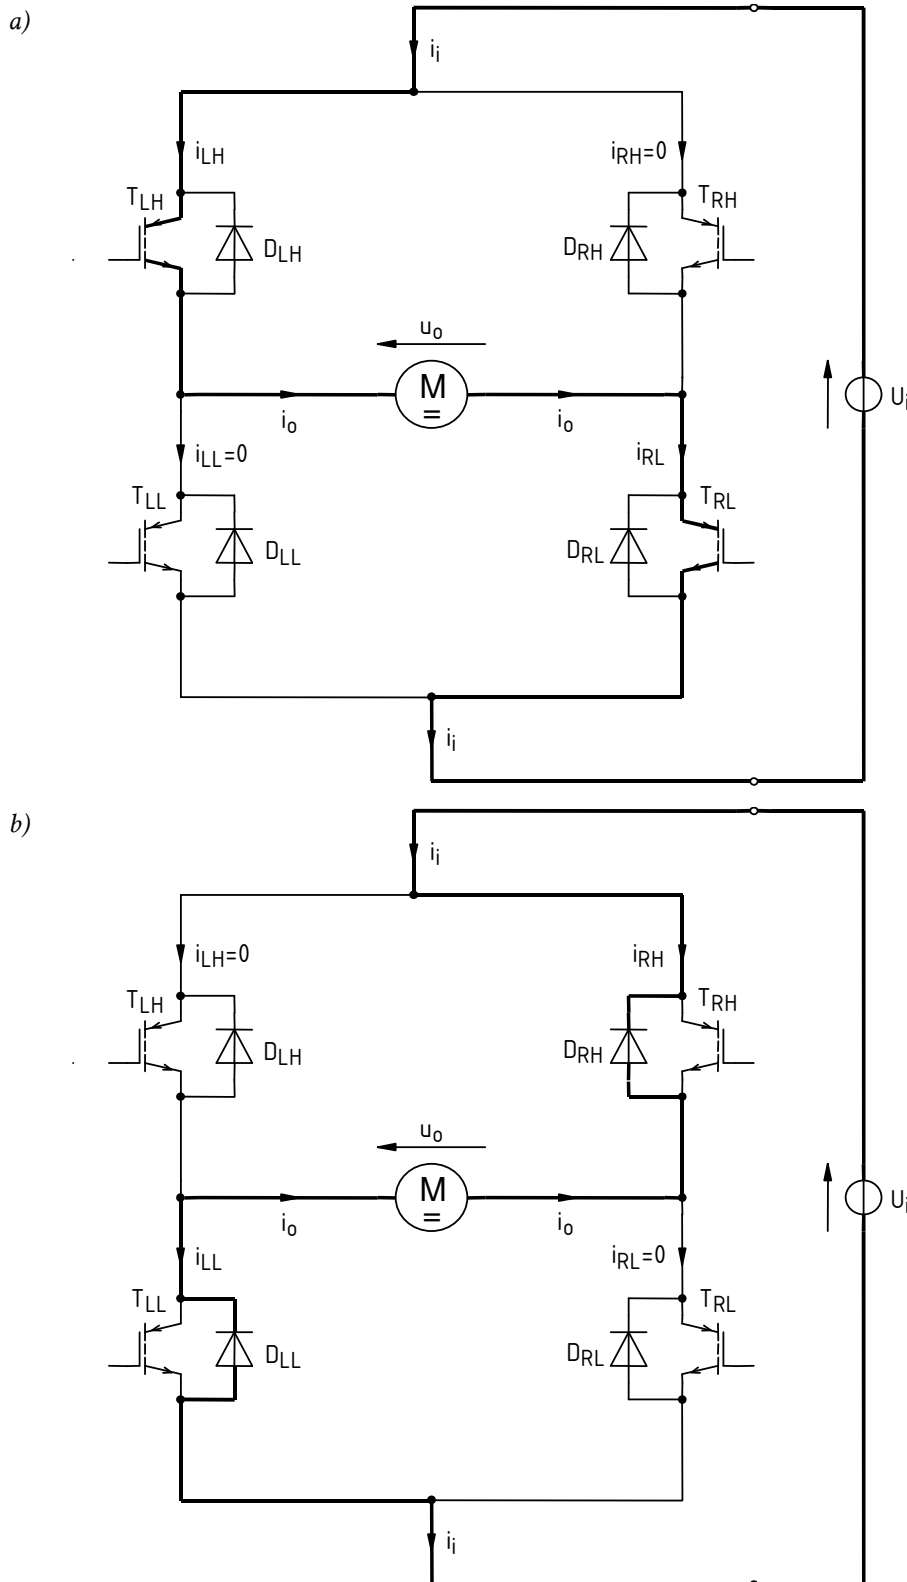 a)
i_i
i_LH
i_RH=0
T_LH
T_RH
D_LH
D_RH
u_o
M
=
U_i
i_o
i_o
i_LL=0
i_RL
T_LL
T_RL
D_LL
D_RL
i_i
b)
i_i
i_LH=0
i_RH
T_LH
T_RH
D_LH
D_RH
u_o
M
=
U_i
i_o
i_o
i_LL
i_RL=0
T_LL
T_RL
D_LL
D_RL
i_i